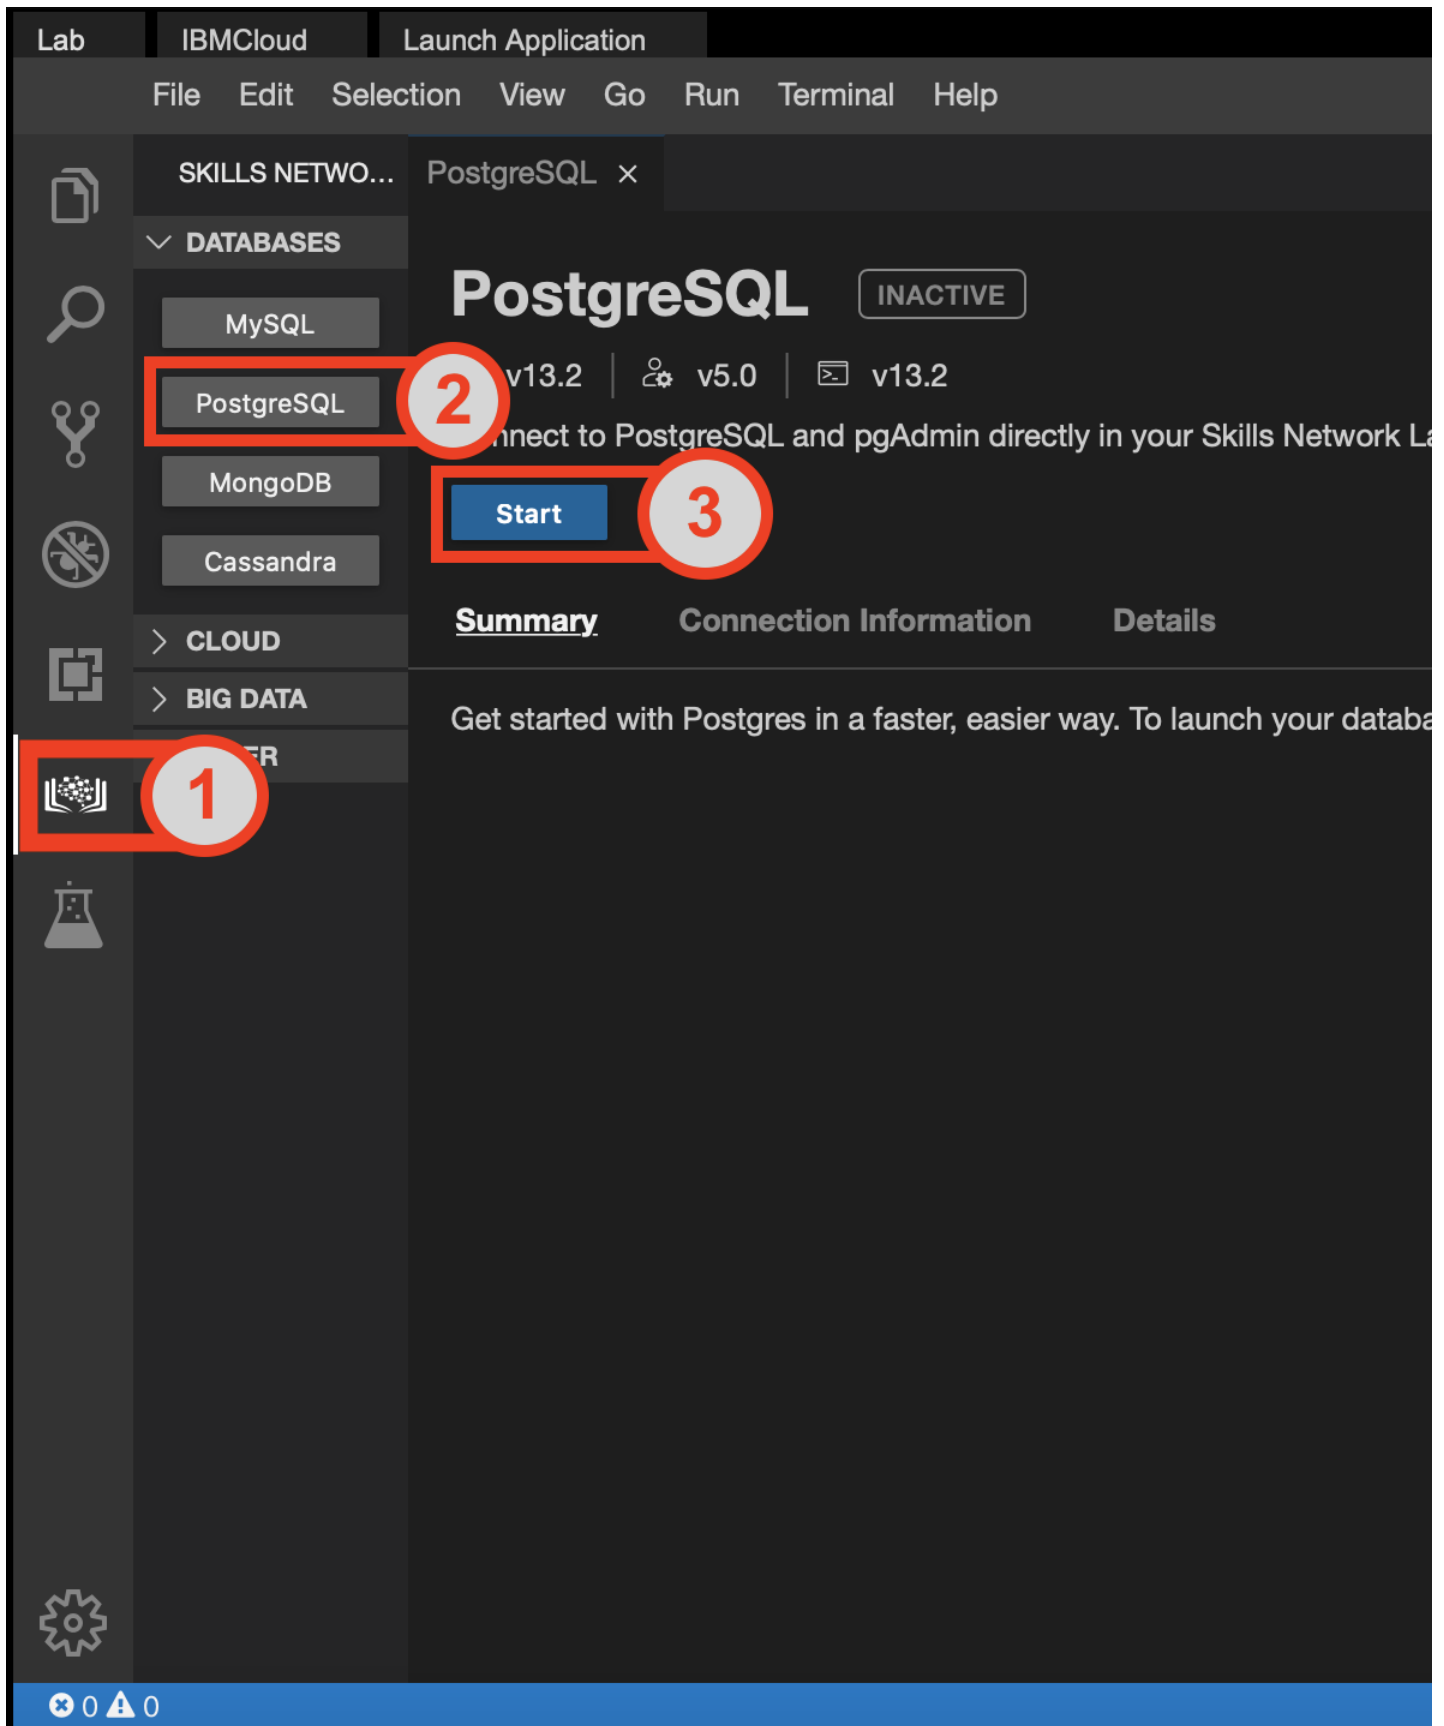 Lab IBMCloud Launch Application
File Edit Selection View Go Run Terminal Help
SKILLS NETWO... PostgreSQL ×
DATABASES
PostgreSQL INACTIVE
MySQL
v13.2 v5.0 v13.2
PostgreSQL 2
to PostgreSQL and pgAdmin directly in your Skills Network
MongoDB
Start 3
Cassandra
Summary Connection Information Details
CLOUD
BIG DATA
Get started with Postgres in a faster, easier way. To launch your
1
0 0